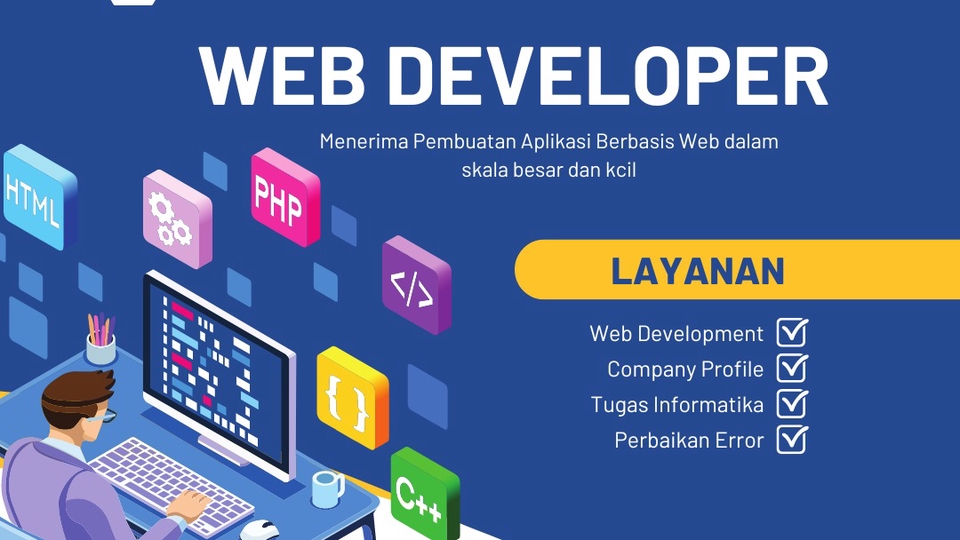 WEB DEVELOPER
Menerima Pembuatan Aplikasi Berbasis Web dalam
skala besar dan kcil
HTML
PHP
</>
{ }
C++
LAYANAN
Web Development
Company Profile
Tugas Informatika
Perbaikan Error